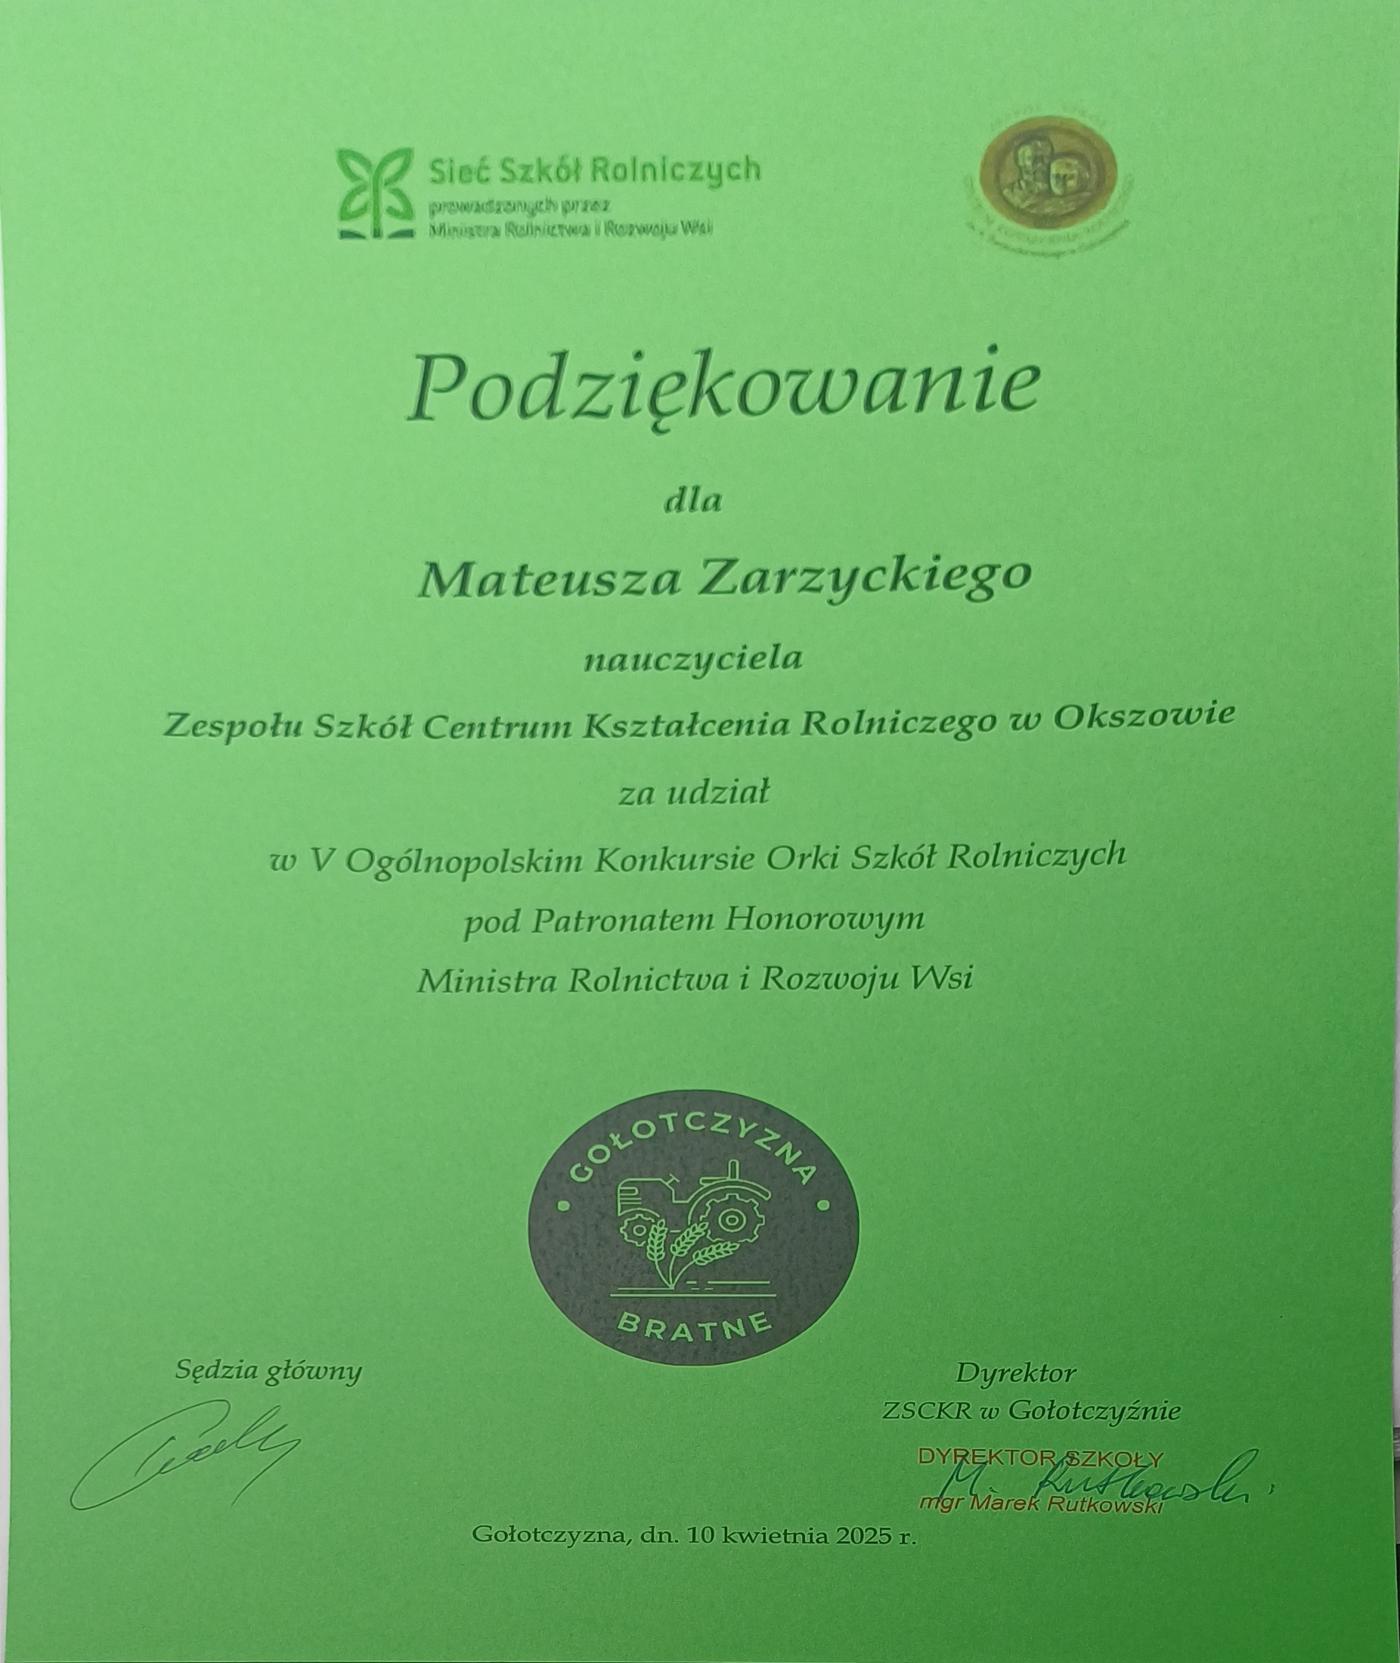 Sieć Szkół Rolniczych
prowadzonych przez
Ministra Rolnictwa i Rozwoju Wsi
Podziękowanie
dla
Mateusza Zarzyckiego
nauczyciela
Zespołu Szkół Centrum Kształcenia Rolniczego w Okszowie
za udział
w V Ogólnopolskim Konkursie Orki Szkół Rolniczych
pod Patronatem Honorowym
Ministra Rolnictwa i Rozwoju Wsi
GOŁOTCZYZNA
BRATNE
Sędzia główny
Dyrektor
ZSCKR w Gołotczyźnie
DYREKTOR SZKOŁY
M. Rutkowski
mgr Marek Rutkowski
Gołotczyzna, dn. 10 kwietnia 2025 r.